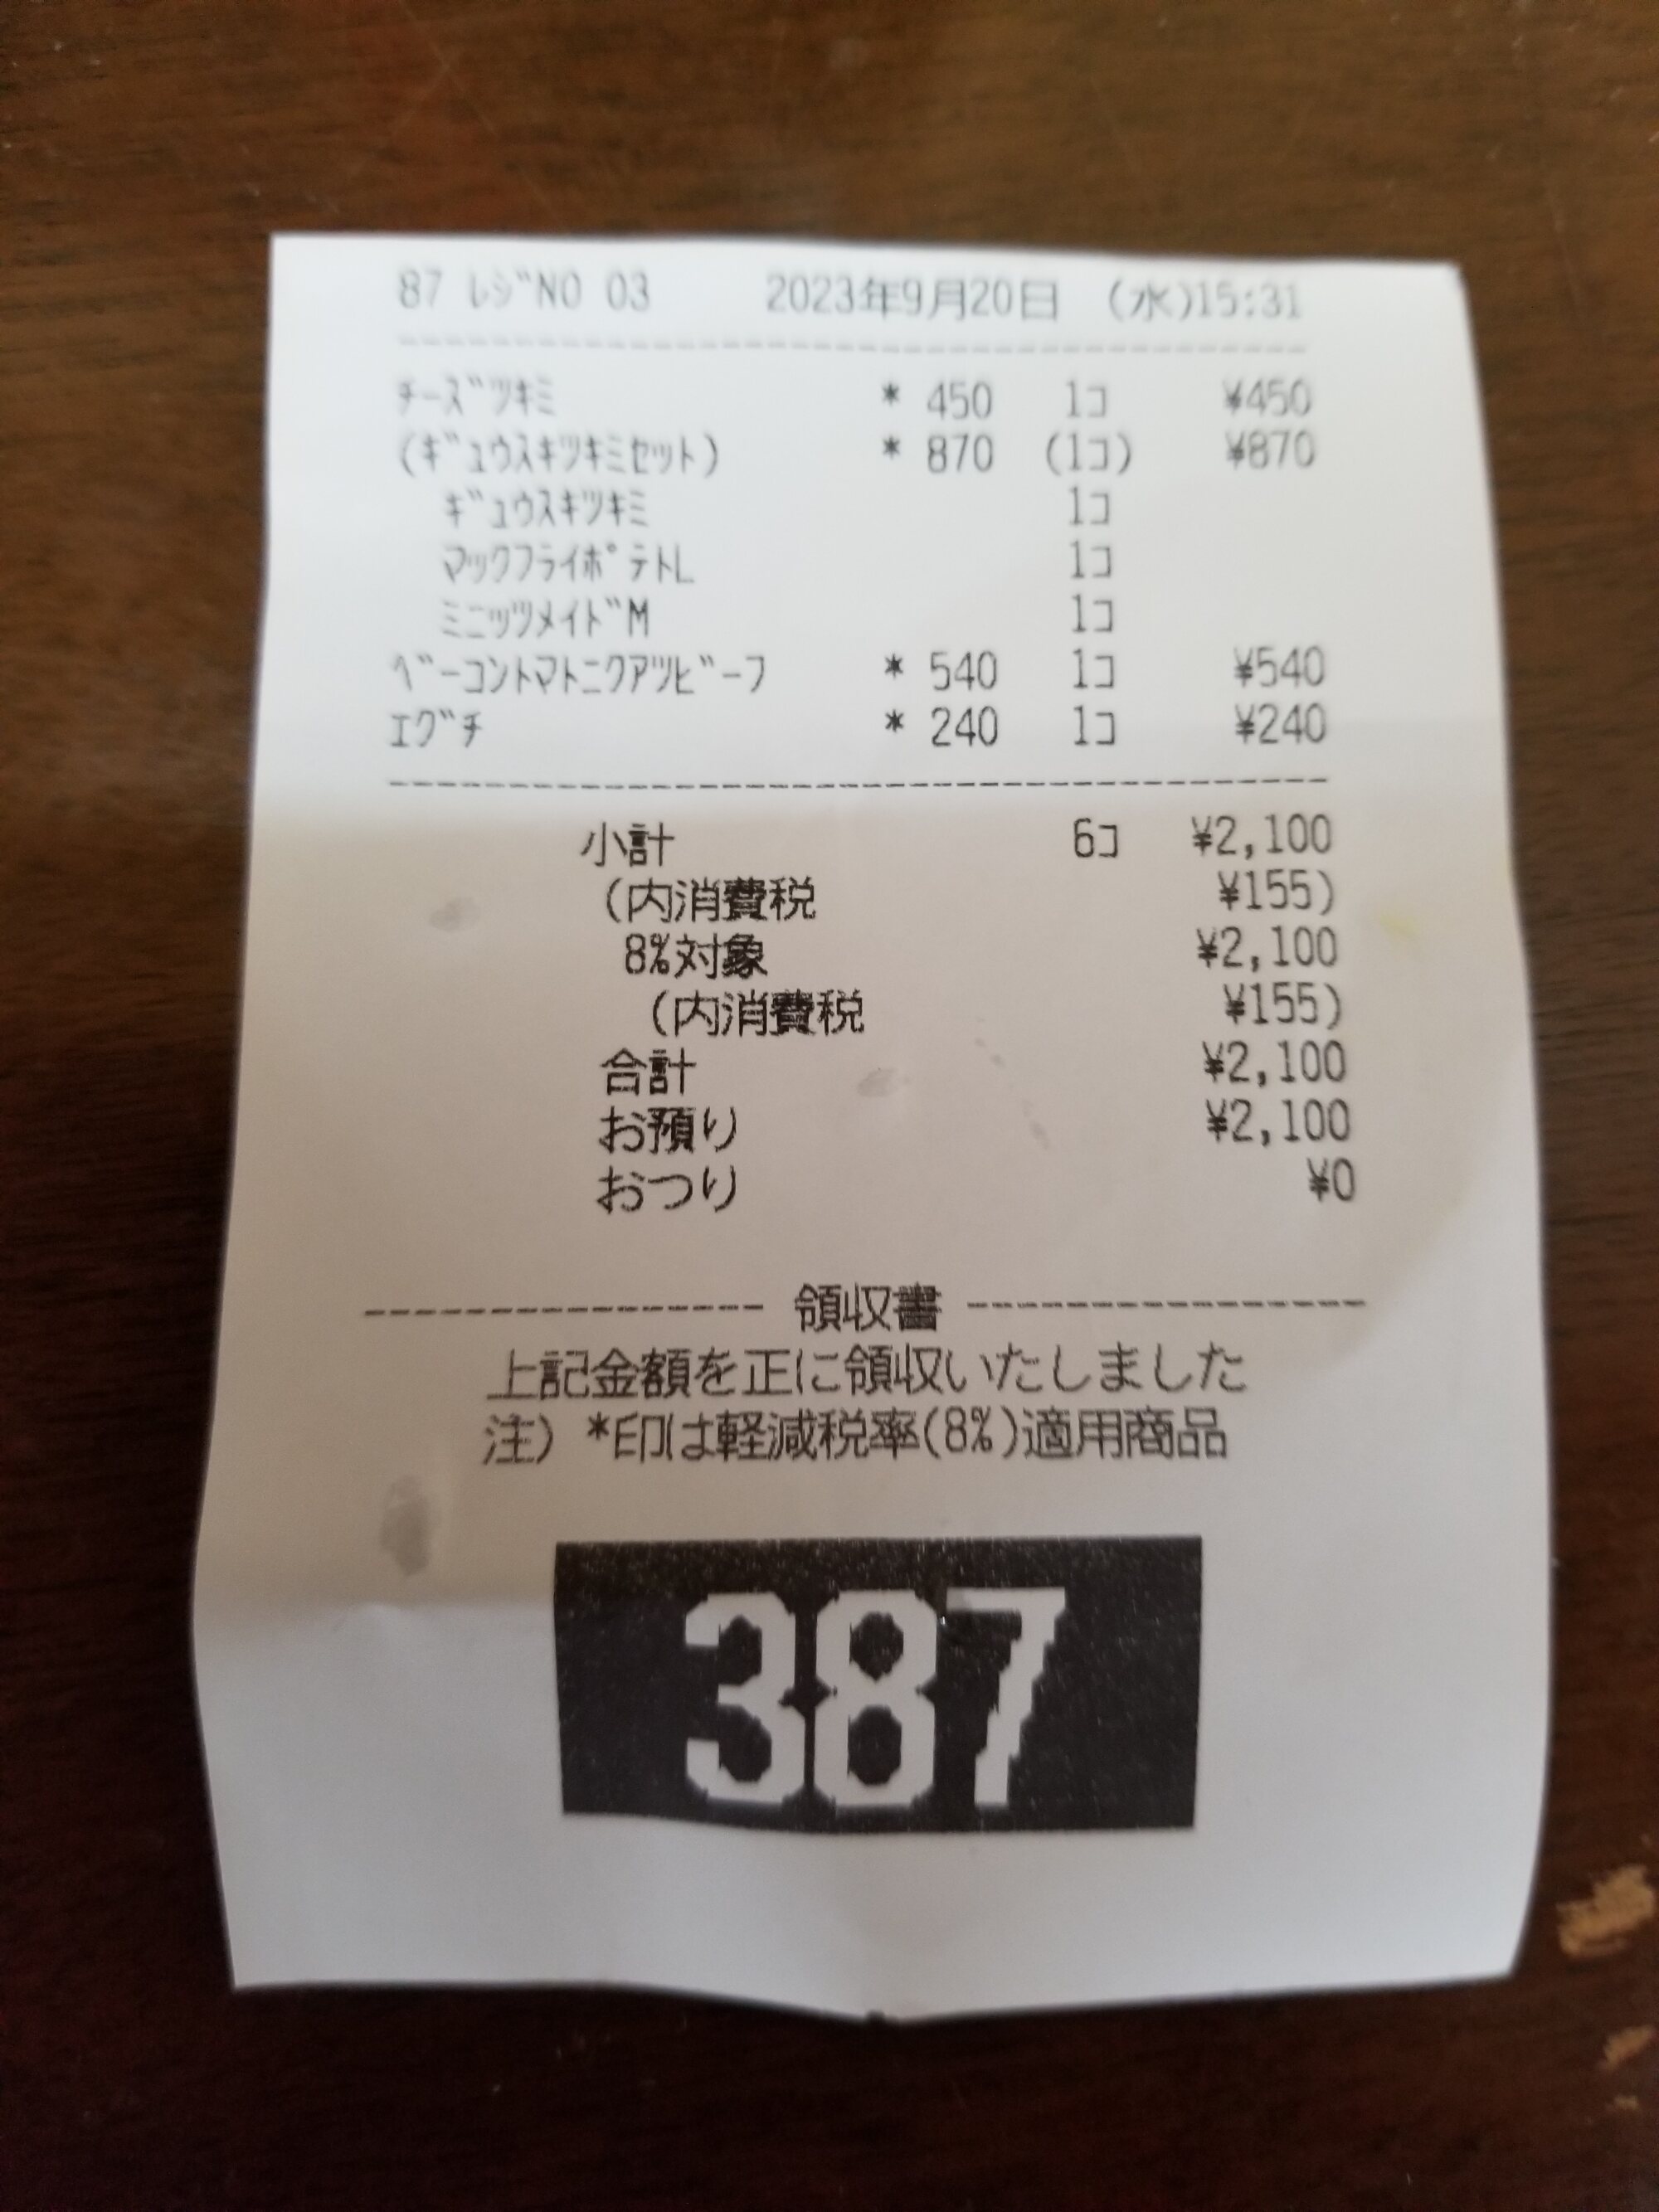 87 ﾚｼﾞNO 03 2023年9月20日 (水)15:31
ﾁｰｽﾞﾂｷﾐ * 450 1ｺ ¥450
(ｷﾞｭｳｽｷﾂｷﾐｾｯﾄ) * 870 (1ｺ) ¥870
ｷﾞｭｳｽｷﾂｷﾐ 1ｺ
ﾏｯｸﾌﾗｲﾎﾟﾃﾄL 1ｺ
ﾐﾆｯﾂﾒｲﾄﾞM 1ｺ
ﾍﾞｰｺﾝﾄﾏﾄﾆｸｱﾂﾋﾞｰﾌ * 540 1ｺ ¥540
ｴｸﾞﾁ * 240 1ｺ ¥240
小計 6ｺ ¥2,100
(内消費税 ¥155)
8%対象 ¥2,100
(内消費税 ¥155)
合計 ¥2,100
お預り ¥2,100
おつり ¥0
領収書
上記金額を正に領収いたしました
注) *印は軽減税率(8%)適用商品
387